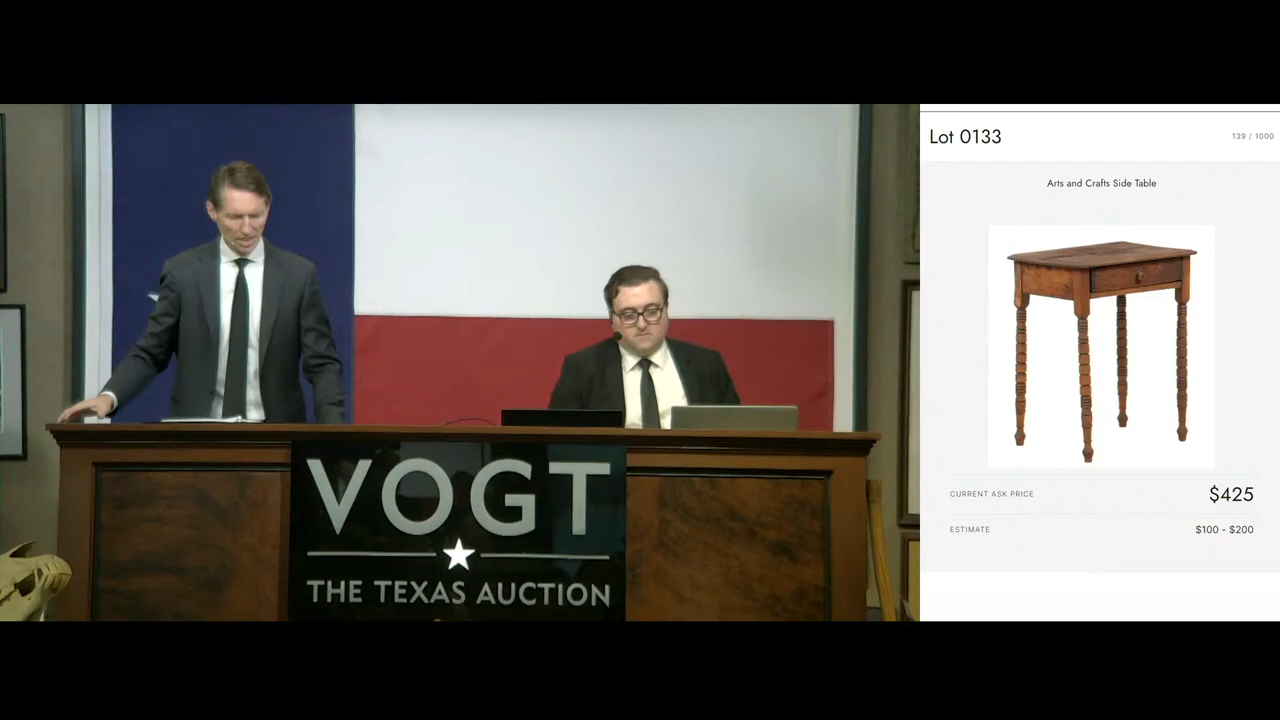 VOGT
THE TEXAS AUCTION
Lot 0133
139 / 1000
Arts and Crafts Side Table
CURRENT ASK PRICE
$425
ESTIMATE
$100 - $200